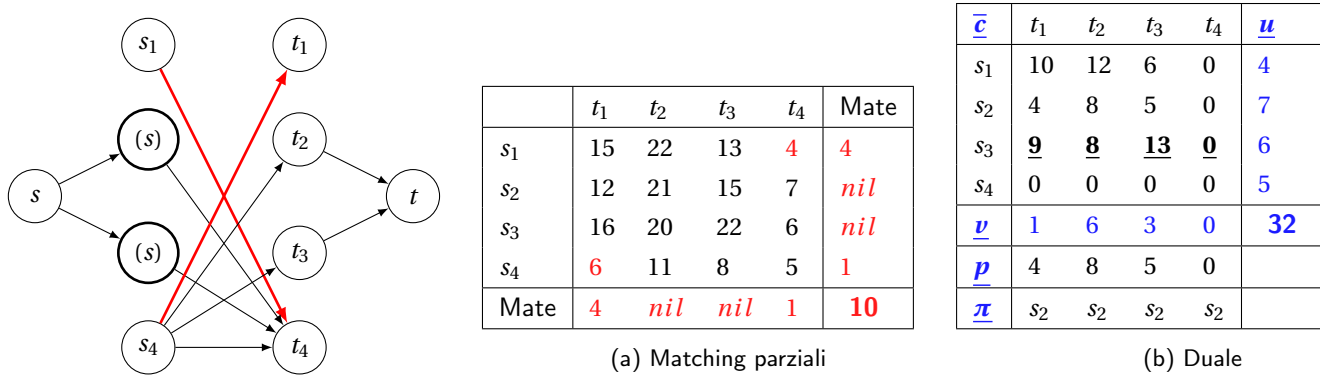 s₁ t₁
(s) t₂
s t
(s) t₃
s₄ t₄
t₁ t₂ t₃ t₄ Mate
s₁ 15 22 13 4 4
s₂ 12 21 15 7 nil
s₃ 16 20 22 6 nil
s₄ 6 11 8 5 1
Mate 4 nil nil 1 10
(a) Matching parziali
c̅ t₁ t₂ t₃ t₄ u
s₁ 10 12 6 0 4
s₂ 4 8 5 0 7
s₃ 9 8 13 0 6
s₄ 0 0 0 0 5
v 1 6 3 0 32
p 4 8 5 0
π s₂ s₂ s₂ s₂
(b) Duale